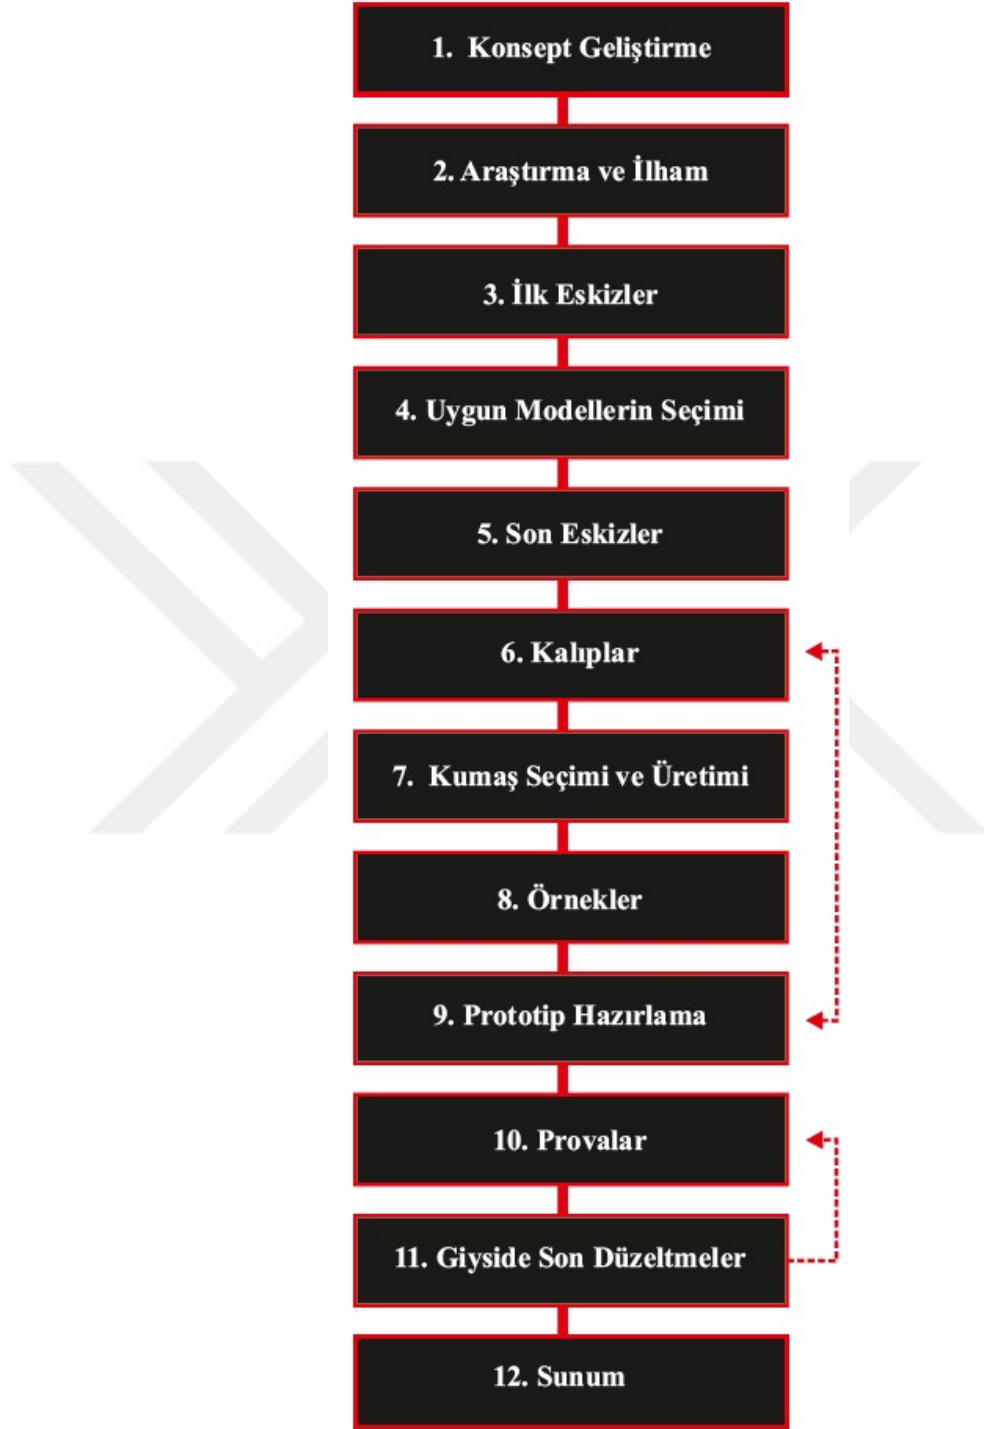 1. Konsept Geliştirme
2. Araştırma ve İlham
3. İlk Eskizler
4. Uygun Modellerin Seçimi
5. Son Eskizler
6. Kalıplar
7. Kumaş Seçimi ve Üretimi
8. Örnekler
9. Prototip Hazırlama
10. Provalar
11. Giyside Son Düzeltmeler
12. Sunum